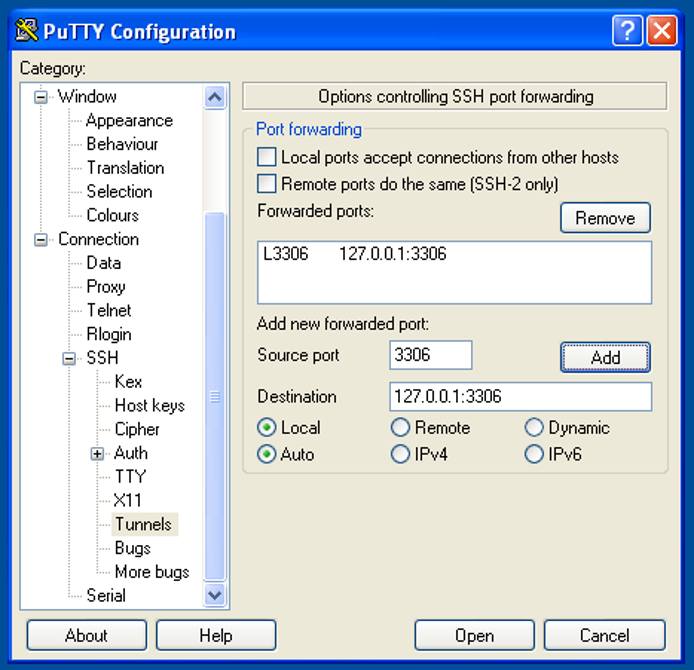 PuTTY Configuration
Category:
Window
Appearance
Behaviour
Translation
Selection
Colours
Connection
Data
Proxy
Telnet
Rlogin
SSH
Kex
Host keys
Cipher
Auth
TTY
X11
Tunnels
Bugs
More bugs
Serial
Options controlling SSH port forwarding
Port forwarding
Local ports accept connections from other hosts
Remote ports do the same (SSH-2 only)
Forwarded ports:
Remove
L3306 127.0.0.1:3306
Add new forwarded port:
Source port 3306 Add
Destination 127.0.0.1:3306
Local Remote Dynamic
Auto IPv4 IPv6
About Help Open Cancel